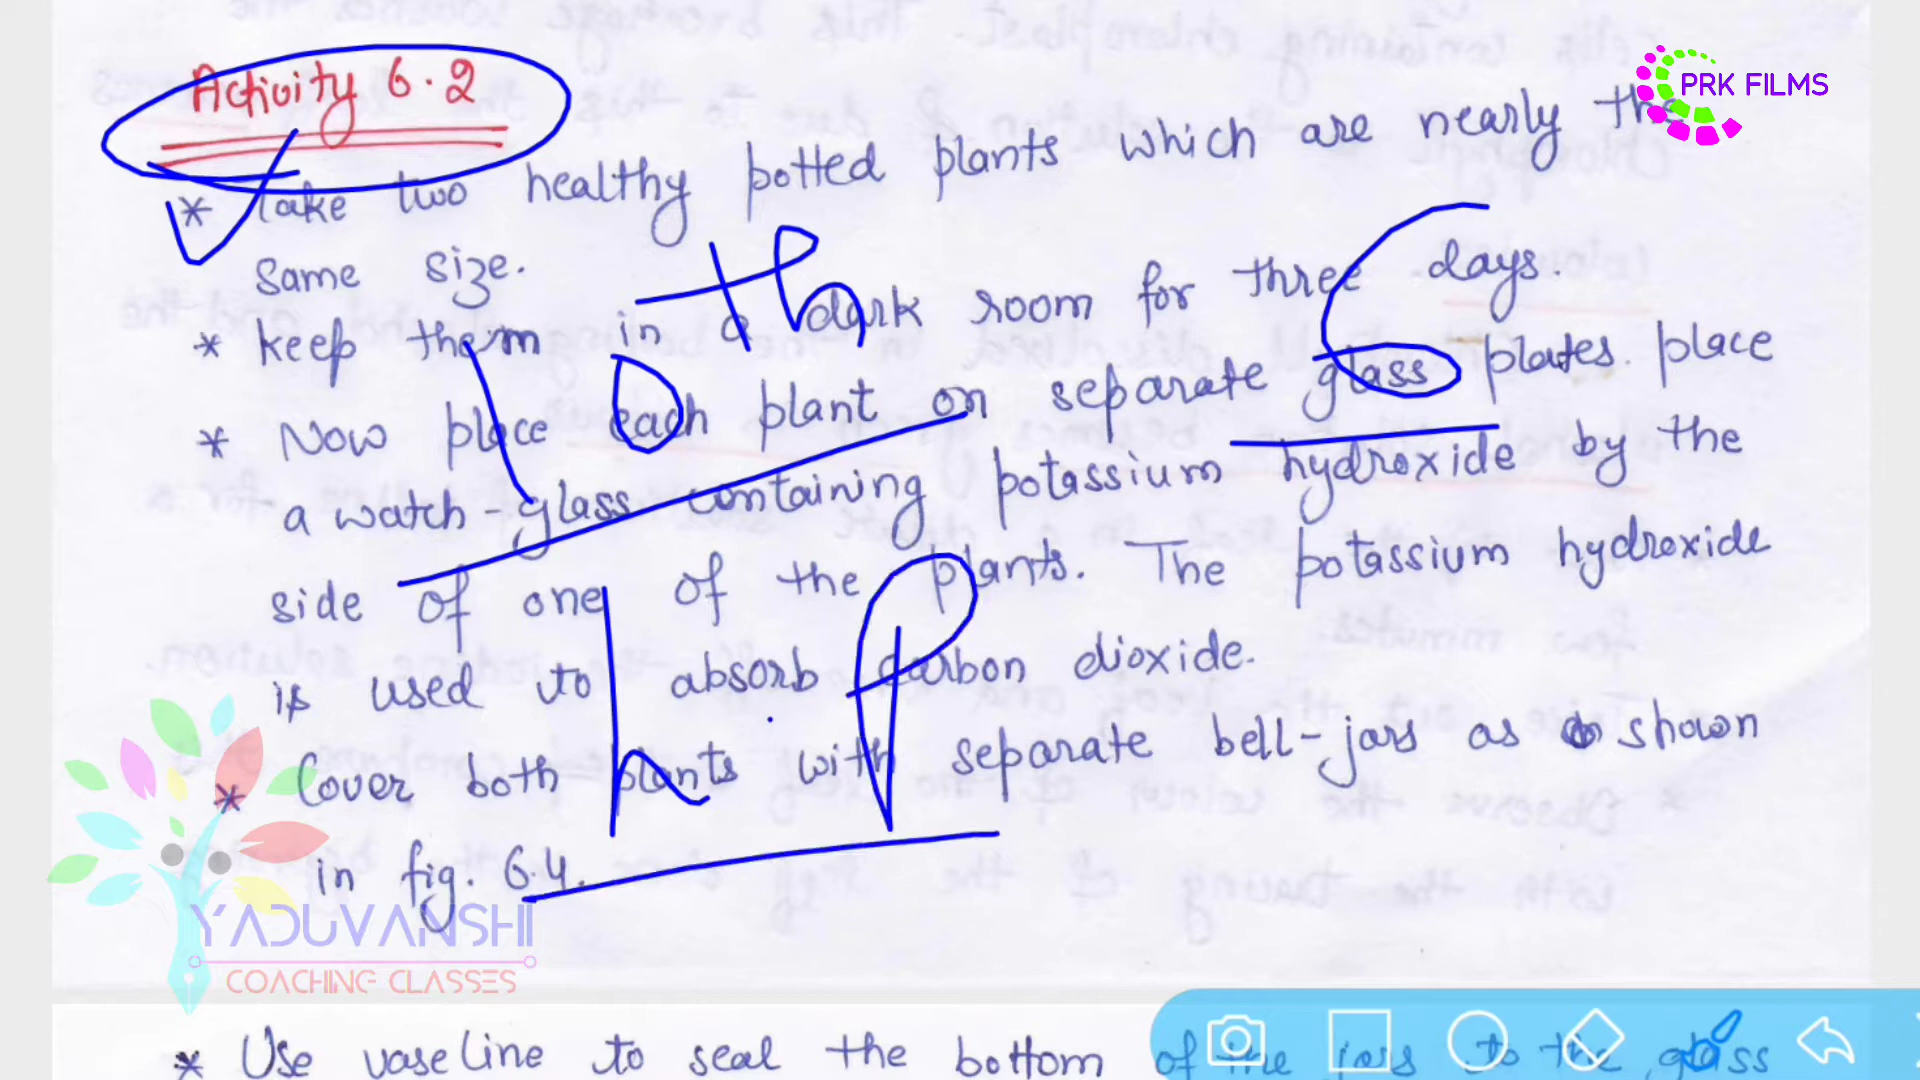 Activity 6.2
PRK FILMS
* Take two healthy potted plants which are nearly the
same size.
* keep them in a dark room for three days.
* Now place each plant on separate glass plates. place
a watch-glass containing potassium hydroxide by the
side of one of the plants. The potassium hydroxide
is used to absorb carbon dioxide.
* Cover both plants with separate bell-jars as shown
in fig. 6.4.
YADUVANSHI
COACHING CLASSES
* Use vaseline to seal the bottom of the jars to the glass